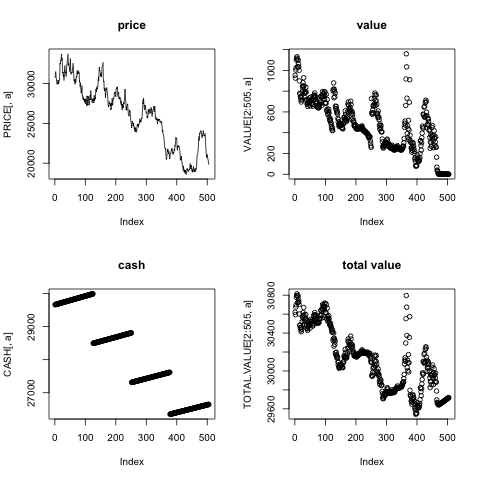 price
PRICE[, a]
20000 25000 30000
0 100 200 300 400 500
Index
value
VALUE[2:505, a]
0 200 600 1000
0 100 200 300 400 500
Index
cash
CASH[, a]
27000 29000
0 100 200 300 400 500
Index
total value
TOTAL.VALUE[2:505, a]
29600 30000 30400 30800
0 100 200 300 400 500
Index